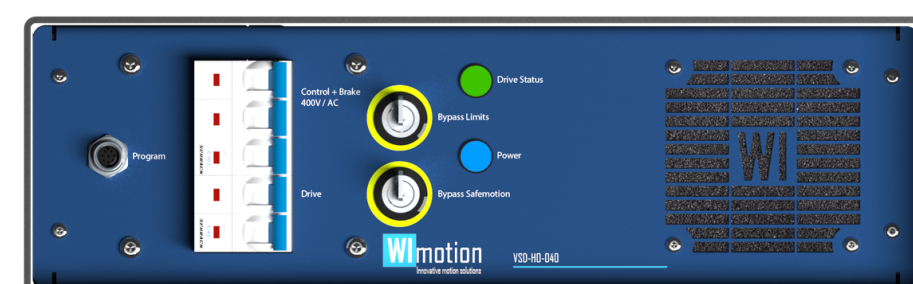 Control + Brake
400V / AC
Drive Status
Bypass Limits
Program
Power
Drive
Bypass Safemotion
WI
WImotion
Innovative motion solutions
VSD-HO-040